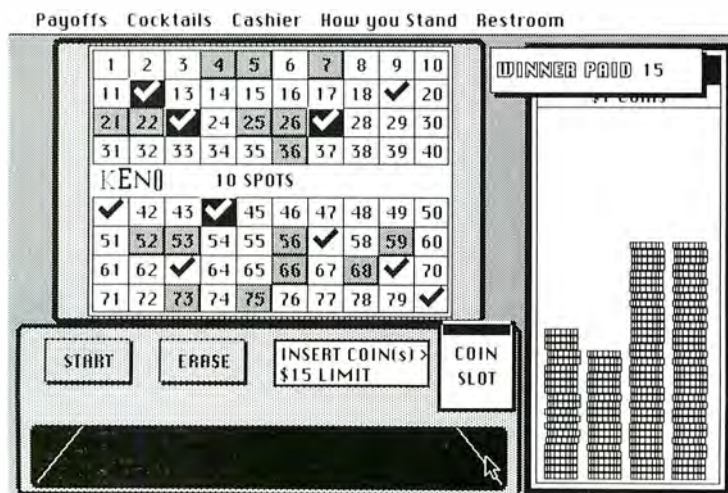 Payoffs Cocktails Cashier How you Stand Restroom
1 2 3 4 5 6 7 8 9 10
WINNER PAID 15
11 ✓ 13 14 15 16 17 18 ✓ 20
21 22 ✓ 24 25 26 ✓ 28 29 30
31 32 33 34 35 36 37 38 39 40
KENO 10 SPOTS
✓ 42 43 ✓ 45 46 47 48 49 50
51 52 53 54 55 56 ✓ 58 59 60
61 62 ✓ 64 65 66 67 68 ✓ 70
71 72 73 74 75 76 77 78 79 ✓
START
ERASE
INSERT COIN(s) >
$15 LIMIT
COIN
SLOT